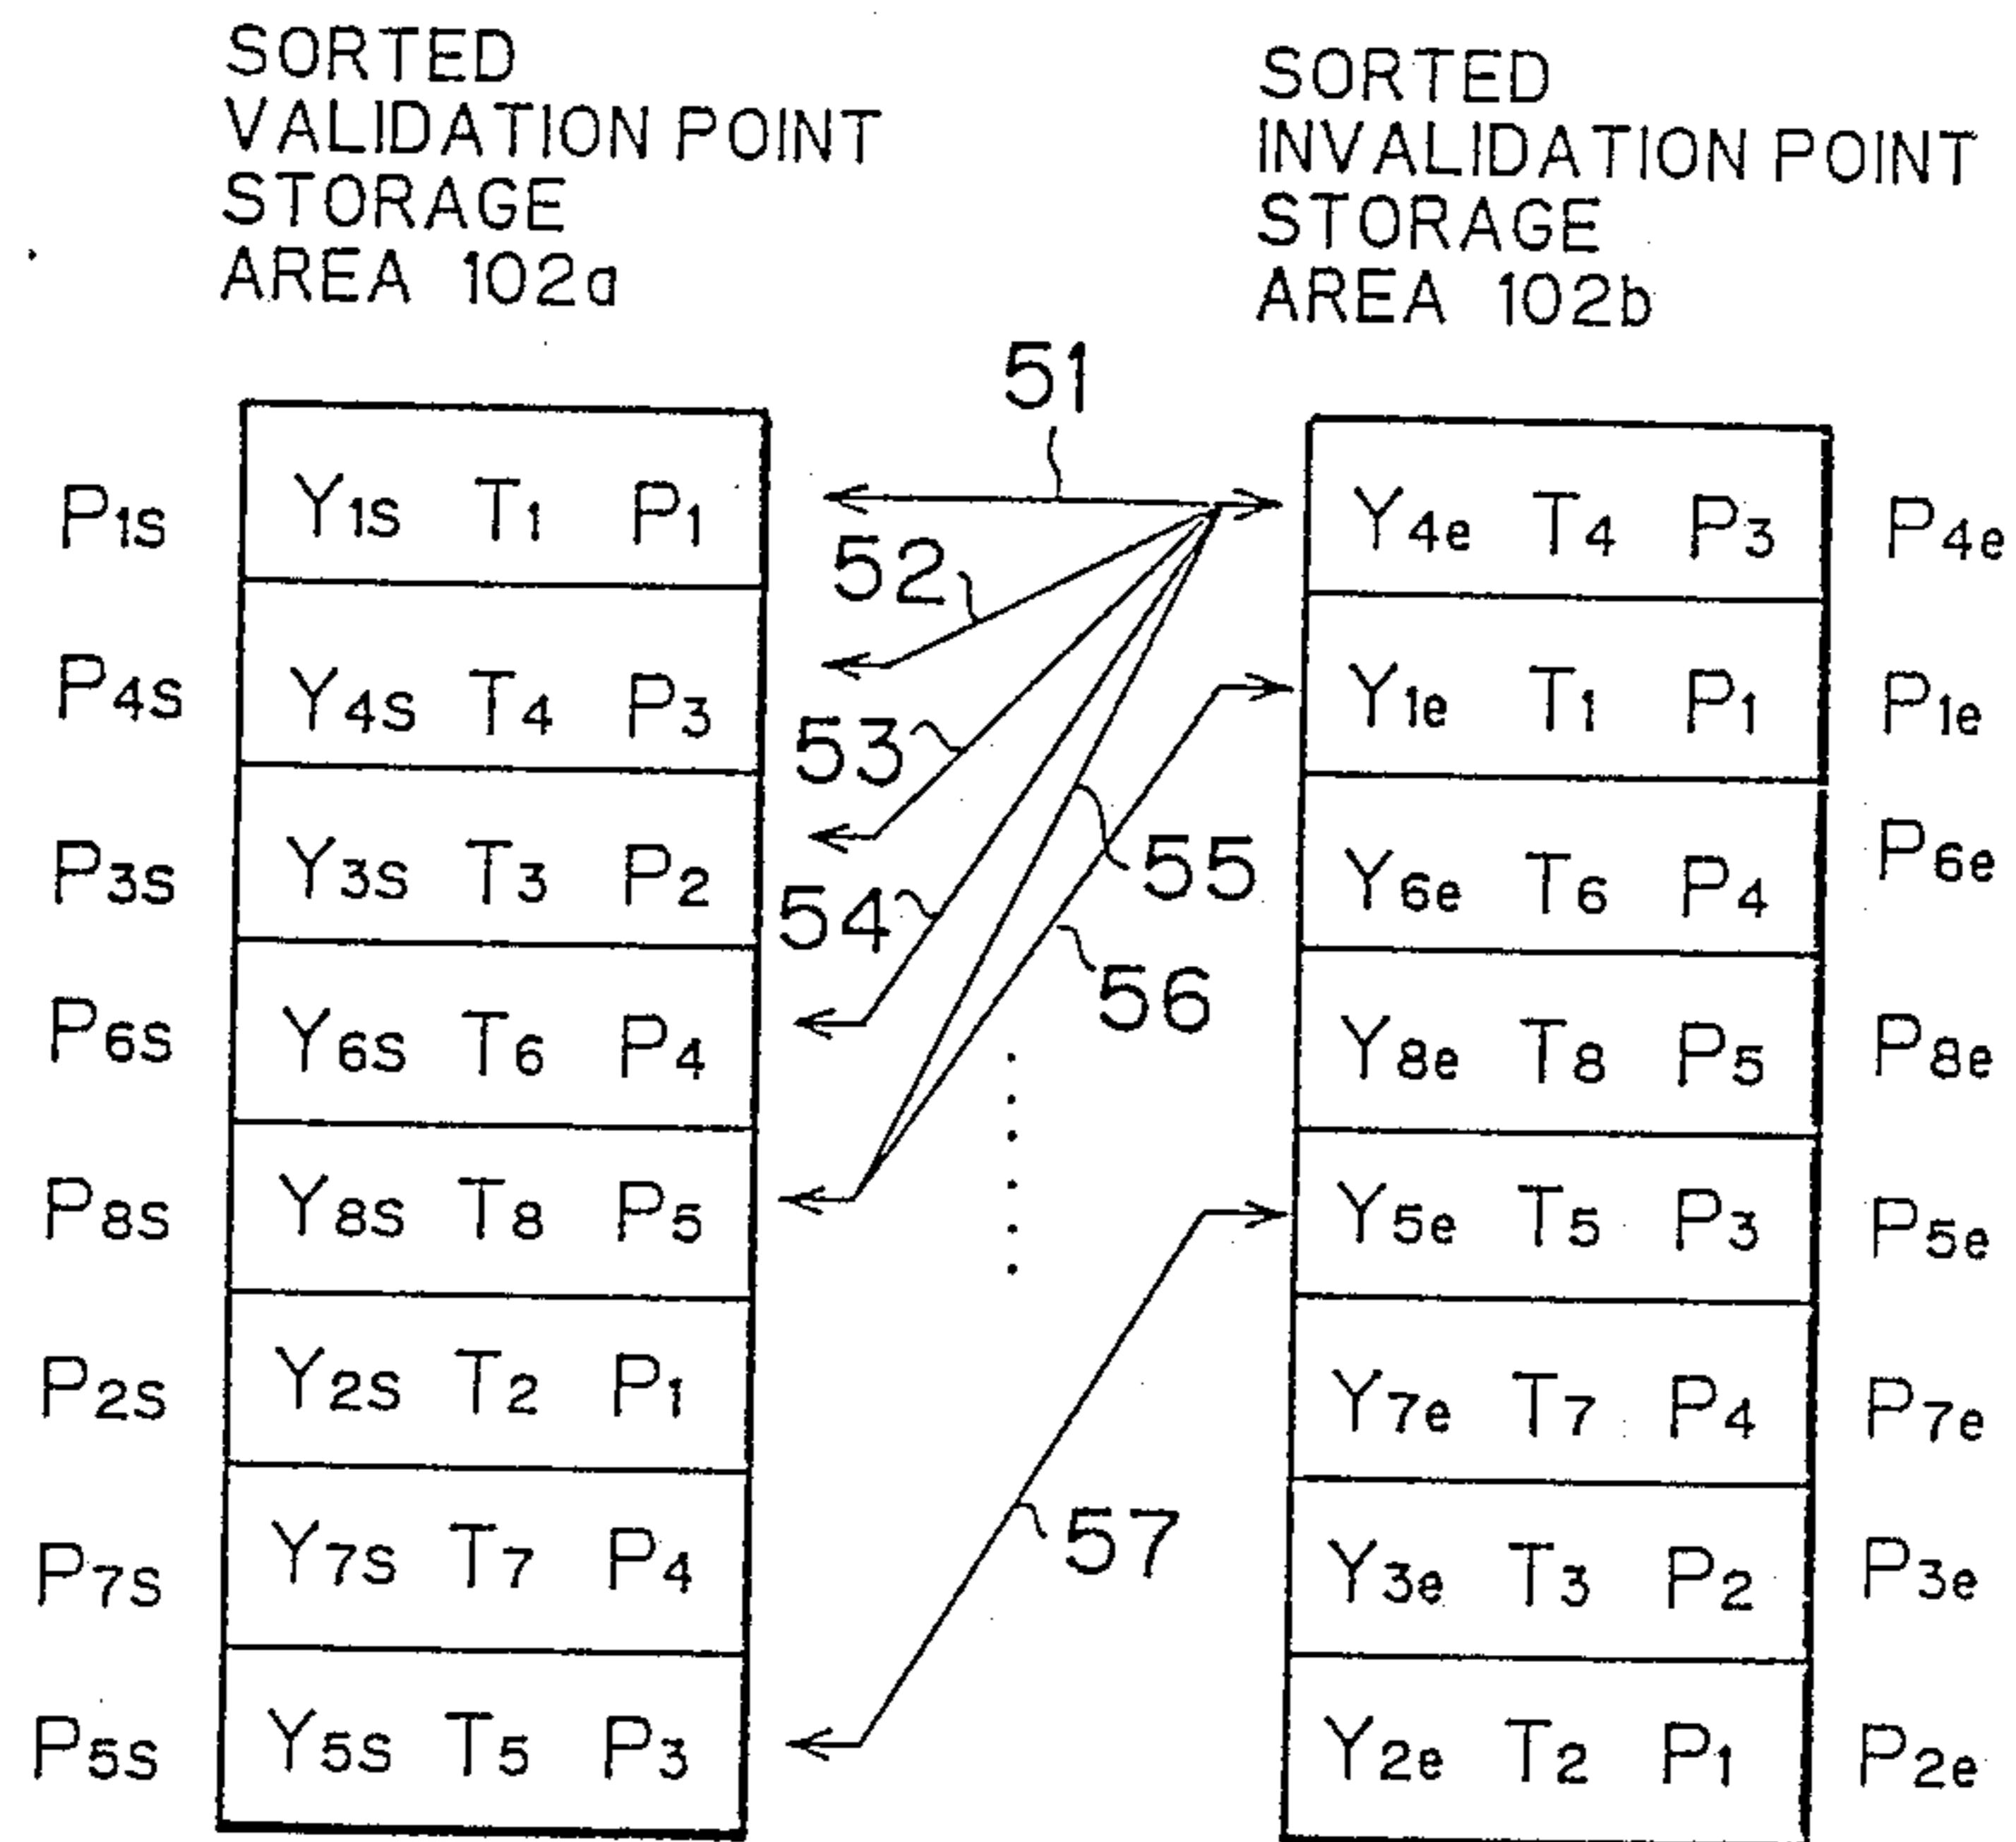 SORTED
VALIDATION POINT
STORAGE
AREA 102a
SORTED
INVALIDATION POINT
STORAGE
AREA 102b
51
52
53
54
55
56
57
P1S Y1S T1 P1
P4S Y4S T4 P3
P3S Y3S T3 P2
P6S Y6S T6 P4
P8S Y8S T8 P5
P2S Y2S T2 P1
P7S Y7S T7 P4
P5S Y5S T5 P3
Y4e T4 P3 P4e
Y1e T1 P1 P1e
Y6e T6 P4 P6e
Y8e T8 P5 P8e
Y5e T5 P3 P5e
Y7e T7 P4 P7e
Y3e T3 P2 P3e
Y2e T2 P1 P2e